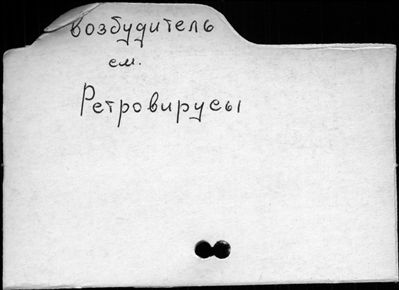 возбудитель
см.
Ретровирусы